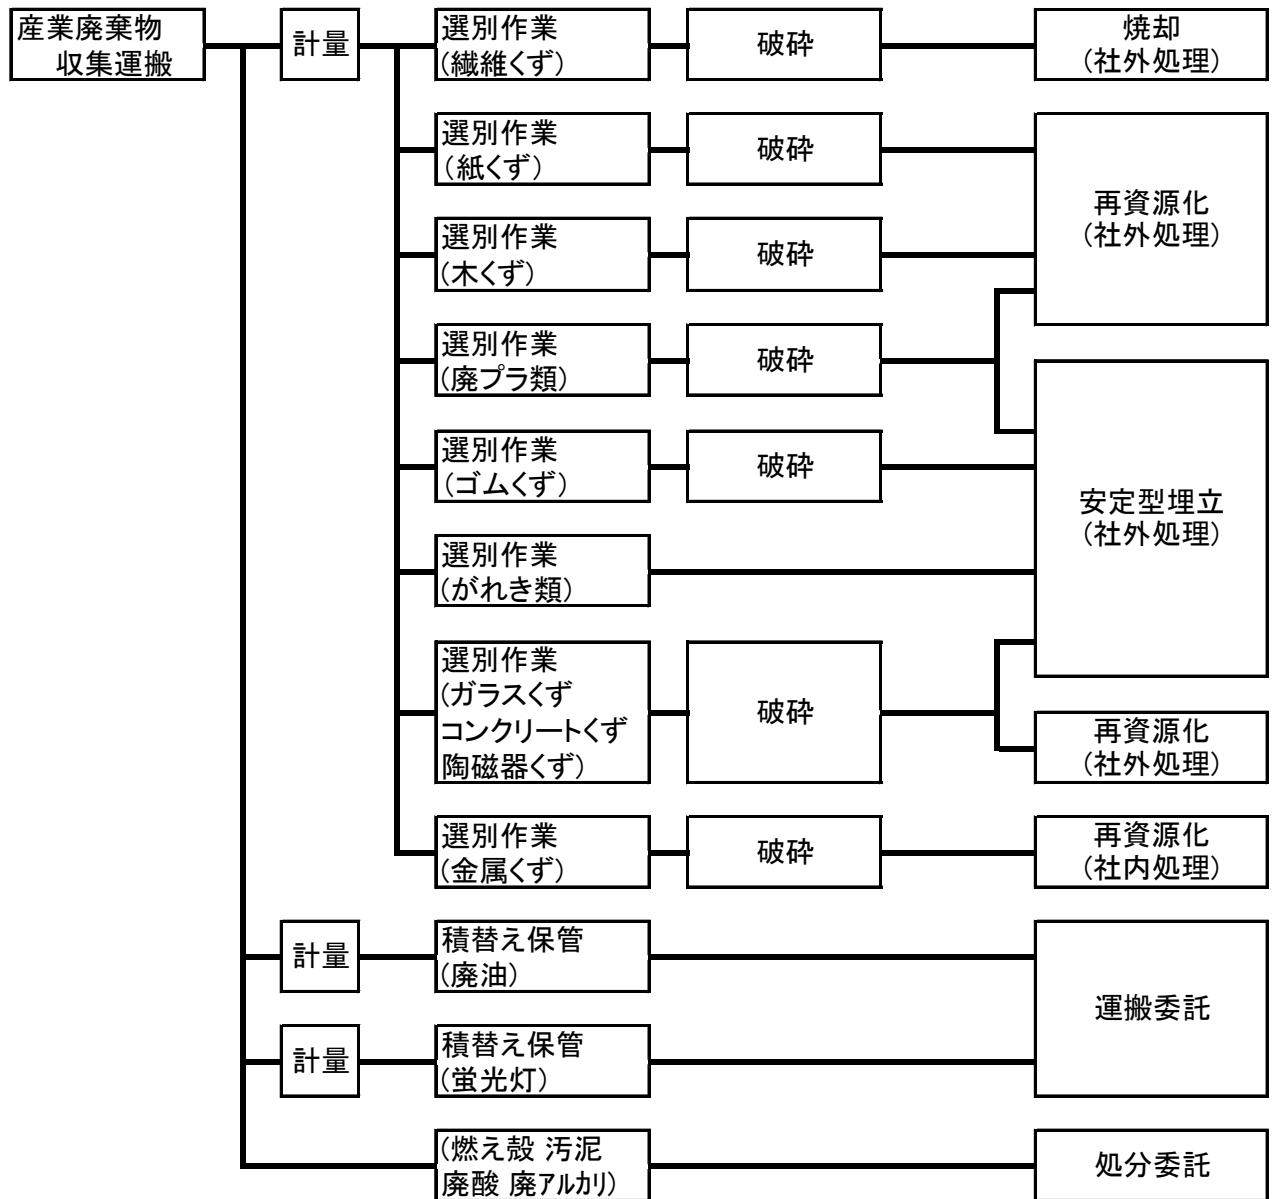 産業廃棄物
収集運搬
計量
選別作業
(繊維くず)
破砕
焼却
(社外処理)
選別作業
(紙くず)
破砕
再資源化
(社外処理)
選別作業
(木くず)
破砕
選別作業
(廃プラ類)
破砕
安定型埋立
(社外処理)
選別作業
(ゴムくず)
破砕
選別作業
(がれき類)
選別作業
(ガラスくず
コンクリートくず
陶磁器くず)
破砕
再資源化
(社外処理)
選別作業
(金属くず)
破砕
再資源化
(社内処理)
計量
積替え保管
(廃油)
運搬委託
計量
積替え保管
(蛍光灯)
(燃え殻 汚泥
廃酸 廃ｱﾙｶﾘ)
処分委託